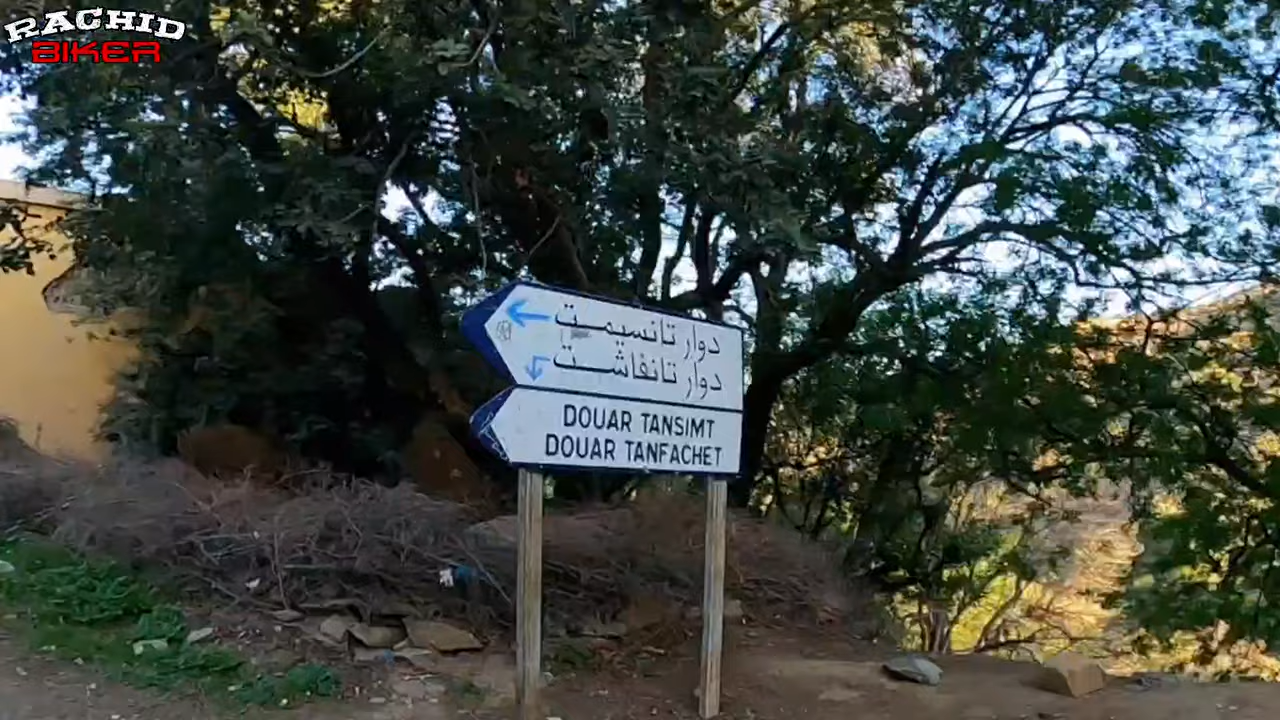 RACHID
BIKER
دوار تانسيمت
دوار تانفاشت
DOUAR TANSIMT
DOUAR TANFACHET